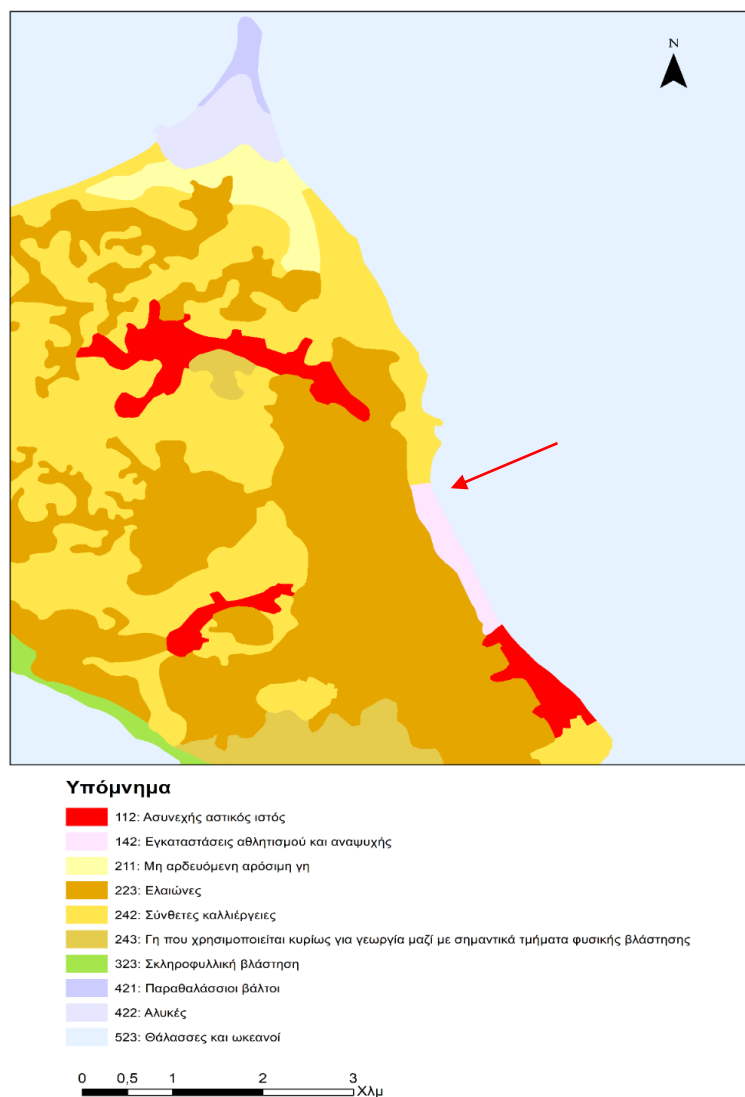 N
Υπόμνημα
112: Ασυνεχής αστικός ιστός
142: Εγκαταστάσεις αθλητισμού και αναψυχής
211: Μη αρδευόμενη αρόσιμη γη
223: Ελαιώνες
242: Σύνθετες καλλιέργειες
243: Γη που χρησιμοποιείται κυρίως για γεωργία μαζί με σημαντικά τμήματα φυσικής βλάστησης
323: Σκληροφυλλική βλάστηση
421: Παραθαλάσσιοι βάλτοι
422: Αλυκές
523: Θάλασσες και ωκεανοί
0 0,5 1 2 3
Χλμ